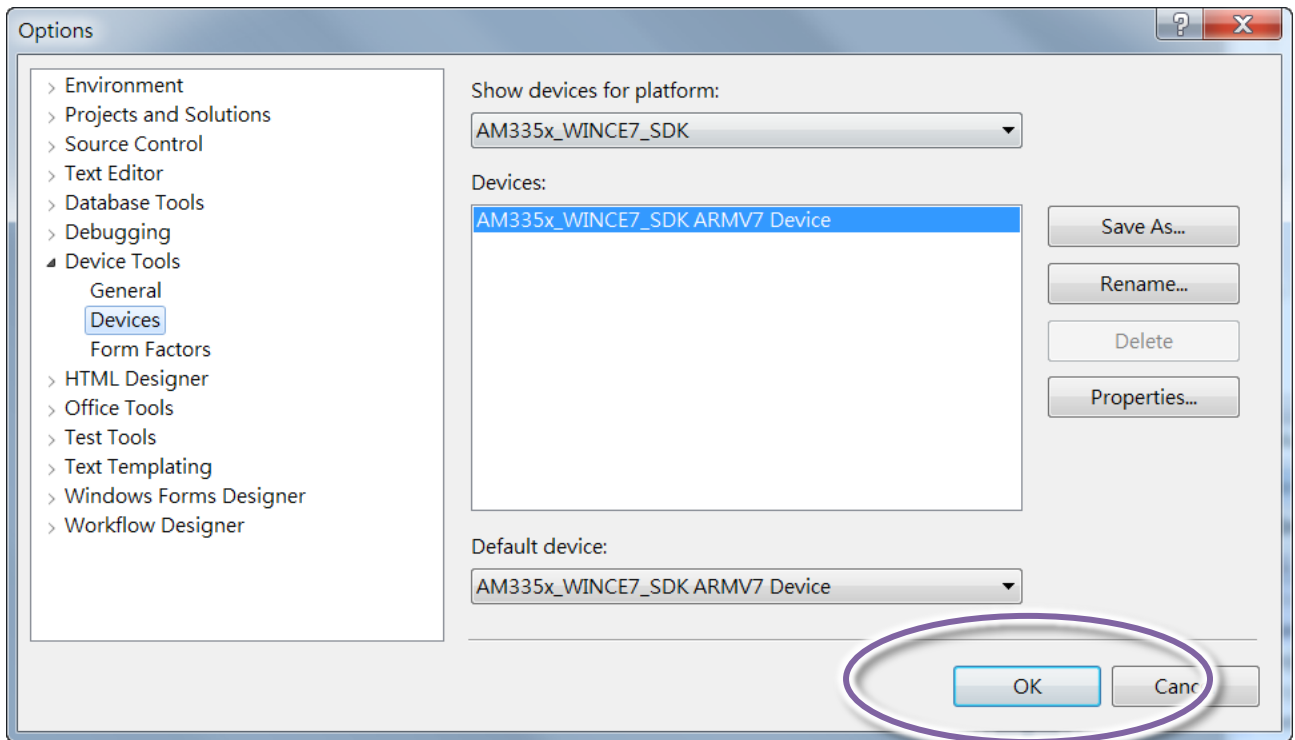 Options
Environment
Projects and Solutions
Source Control
Text Editor
Database Tools
Debugging
Device Tools
General
Devices
Form Factors
HTML Designer
Office Tools
Test Tools
Text Templating
Windows Forms Designer
Workflow Designer
Show devices for platform:
AM335x_WINCE7_SDK
Devices:
AM335x_WINCE7_SDK ARMV7 Device
Save As...
Rename...
Delete
Properties...
Default device:
AM335x_WINCE7_SDK ARMV7 Device
OK
Canc